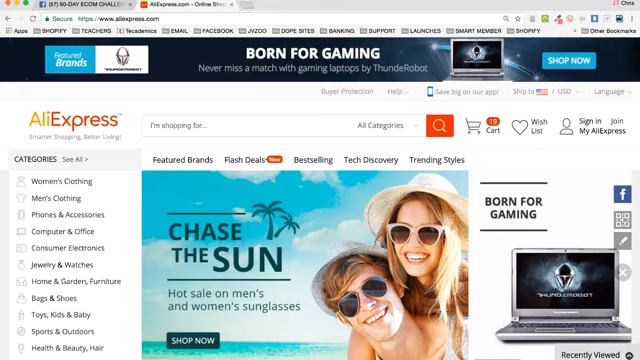 (57) 90-DAY ECOM CHALLEN
AliExpress.com - Online Shop
Chris
Secure
https://www.aliexpress.com
Apps SHOPIFY TEACHERS Tecademics EMAIL FACEBOOK JVZOO DOPE SITES BANKING SUPPORT LAUNCHES SMART MEMBER SHOPIFY Other Bookmarks
Featured Brands
THUNDEROBOT
BORN FOR GAMING
Never miss a match with gaming laptops by ThundeRobot
SHOP NOW
Buyer Protection Help Save big on our app! Ship to / USD Language
AliExpress™
Smarter Shopping, Better Living!
I'm shopping for...
All Categories
19
Cart
Wish List
Sign in Join
My AliExpress
CATEGORIES See All >
Featured Brands Flash Deals New Bestselling Tech Discovery Trending Styles
Women's Clothing
Men's Clothing
Phones & Accessories
Computer & Office
Consumer Electronics
Jewelry & Watches
Home & Garden, Furniture
Bags & Shoes
Toys, Kids & Baby
Sports & Outdoors
Health & Beauty, Hair
CHASE
THE SUN
Hot sale on men's
and women's sunglasses
SHOP NOW
BORN FOR
GAMING
THUNDEROBOT
Recently Viewed